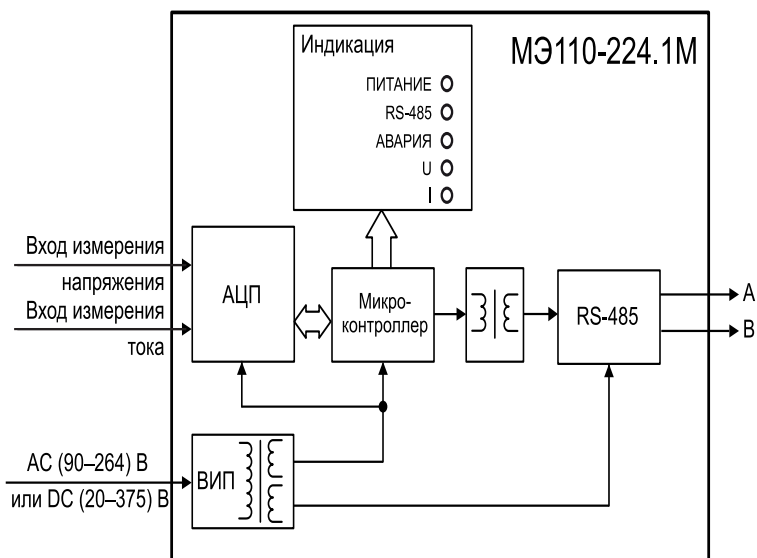 Индикация
МЭ110-224.1М
ПИТАНИЕ
RS-485
АВАРИЯ
U
I
Вход измерения
напряжения
Вход измерения
тока
АЦП
Микро-
контроллер
RS-485
A
B
AC (90–264) В
или DC (20–375) В
ВИП